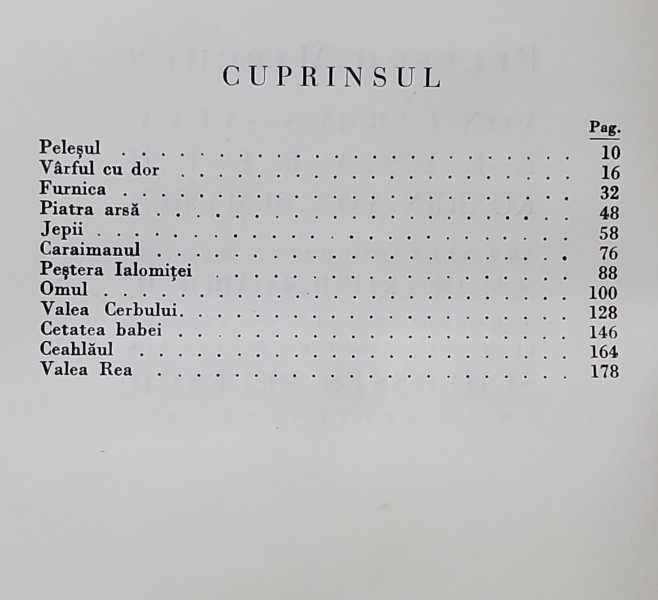 CUPRINSUL
Pag.
Peleşul . . . . . . . . . . . . . . . . . . . . . . . . 10
Vârful cu dor . . . . . . . . . . . . . . . . . . . . 16
Furnica . . . . . . . . . . . . . . . . . . . . . . . . 32
Piatra arsă . . . . . . . . . . . . . . . . . . . . . . 48
Jepii . . . . . . . . . . . . . . . . . . . . . . . . . 58
Caraimanul . . . . . . . . . . . . . . . . . . . . . . 76
Peştera Ialomiţei . . . . . . . . . . . . . . . . . . . 88
Omul . . . . . . . . . . . . . . . . . . . . . . . . . 100
Valea Cerbului. . . . . . . . . . . . . . . . . . . . . 128
Cetatea babei . . . . . . . . . . . . . . . . . . . . . 146
Ceahlăul . . . . . . . . . . . . . . . . . . . . . . . 164
Valea Rea . . . . . . . . . . . . . . . . . . . . . . . 178